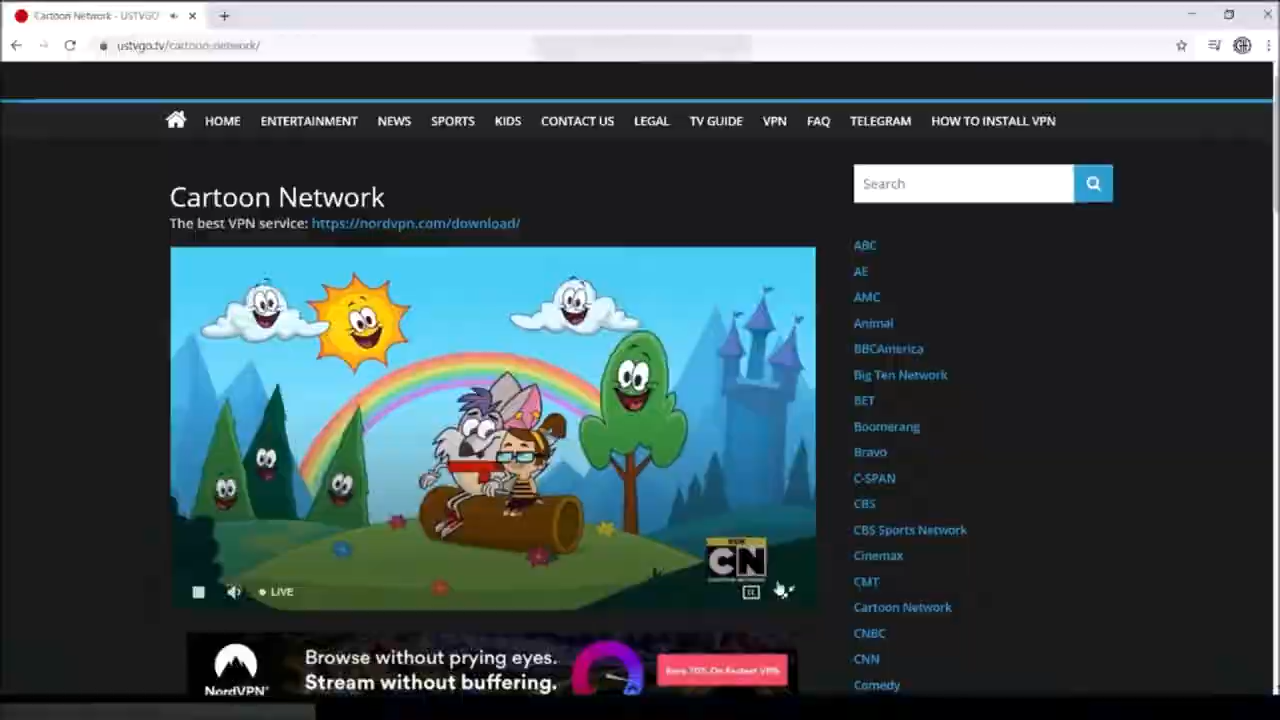 Cartoon Network - USTVGO
ustvgo.tv/cartoon-network/
HOME ENTERTAINMENT NEWS SPORTS KIDS CONTACT US LEGAL TV GUIDE VPN FAQ TELEGRAM HOW TO INSTALL VPN
Search
Cartoon Network
The best VPN service: https://nordvpn.com/download/
ABC
AE
AMC
Animal
BBCAmerica
Big Ten Network
BET
Boomerang
Bravo
C-SPAN
CBS
CBS Sports Network
Cinemax
CMT
Cartoon Network
CNBC
CNN
Comedy
CN
LIVE
NordVPN®
Browse without prying eyes.
Stream without buffering.